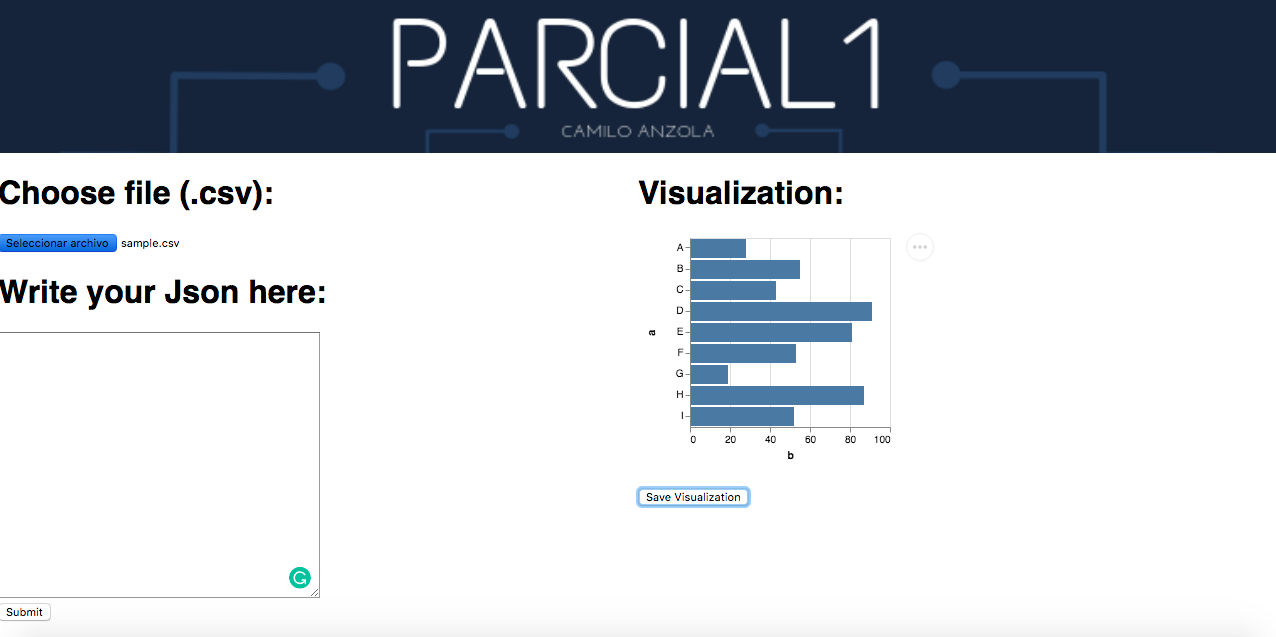 PARCIAL1
CAMILO ANZOLA
Choose file (.csv):
Seleccionar archivo sample.csv
Write your Json here:
Submit
Visualization:
A
B
C
D
E
F
G
H
I
a
0 20 40 60 80 100
b
Save Visualization